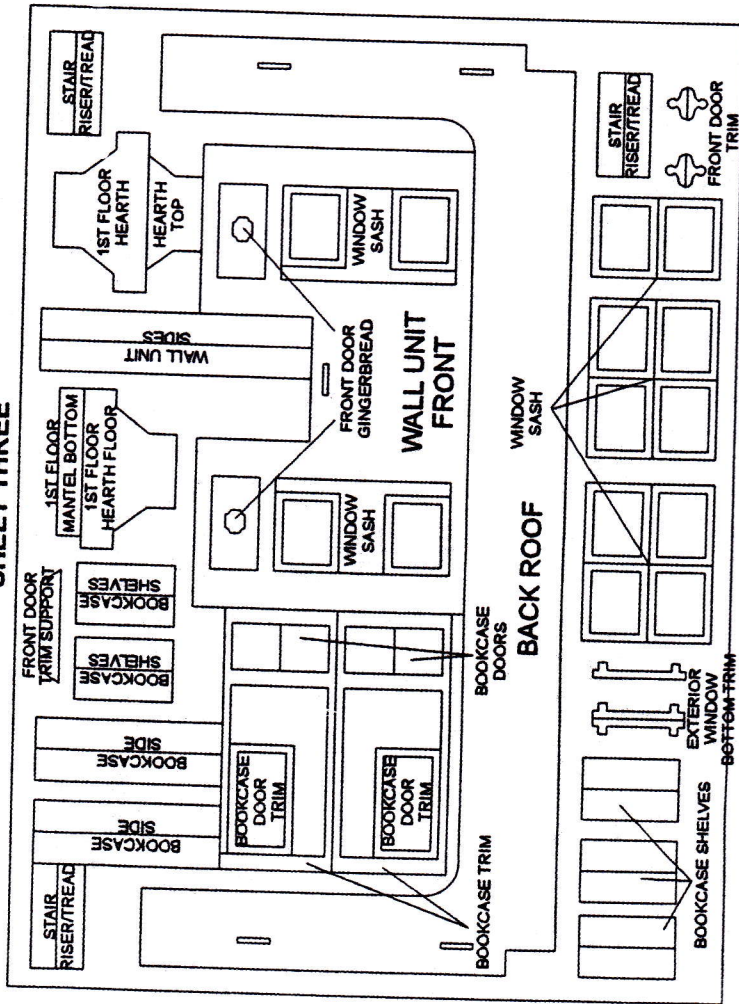 SHEET THREE
STAIR
RISER/TREAD
BOOKCASE
SIDE
BOOKCASE
SIDE
FRONT DOOR
TRIM SUPPORT
BOOKCASE
SHELVES
BOOKCASE
SHELVES
1ST FLOOR
MANTEL BOTTOM
1ST FLOOR
HEARTH FLOOR
WALL UNIT
SIDES
1ST FLOOR
HEARTH
HEARTH
TOP
STAIR
RISER/TREAD
BOOKCASE
DOOR
TRIM
BOOKCASE
DOOR
TRIM
BOOKCASE TRIM
BOOKCASE
DOORS
WINDOW
SASH
FRONT DOOR
GINGERBREAD
WALL UNIT
FRONT
WINDOW
SASH
BACK ROOF
BOOKCASE SHELVES
EXTERIOR
WINDOW
BOTTOM TRIM
WINDOW
SASH
STAIR
RISER/TREAD
FRONT DOOR
TRIM